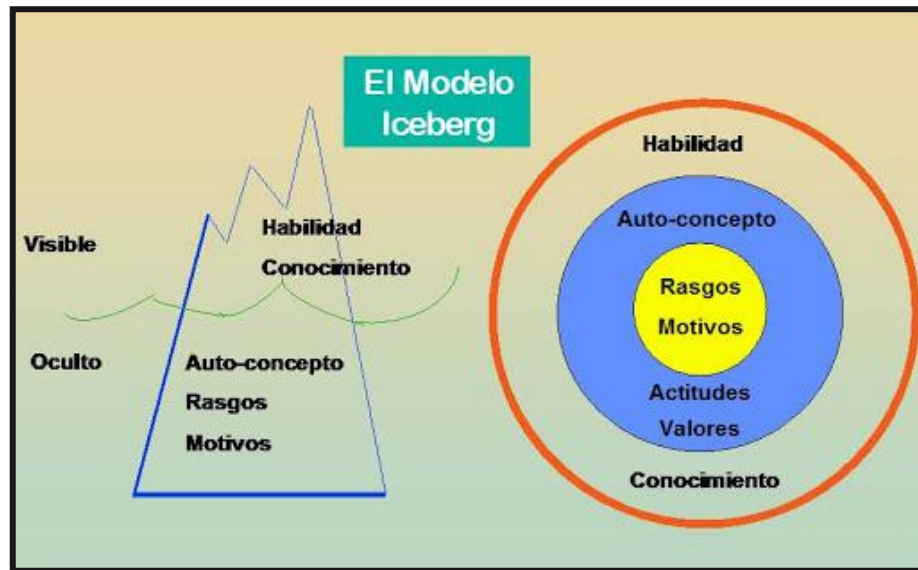 El Modelo
Iceberg
Visible
Habilidad
Conocimiento
Oculto
Auto-concepto
Rasgos
Motivos
Habilidad
Auto-concepto
Rasgos
Motivos
Actitudes
Valores
Conocimiento